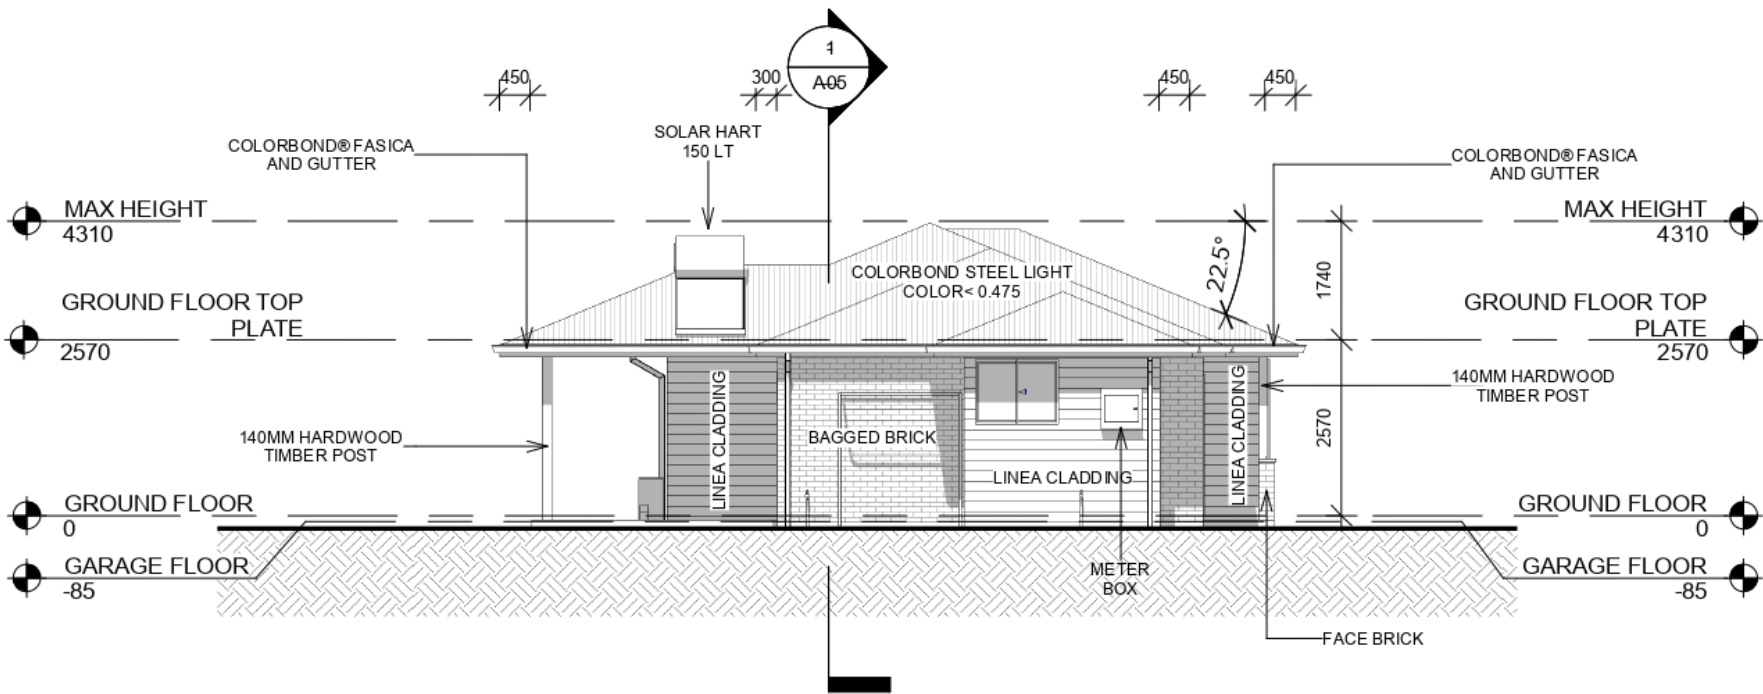 1
A05
450
300
450
450
SOLAR HART
150 LT
COLORBOND® FASICA
AND GUTTER
COLORBOND® FASICA
AND GUTTER
MAX HEIGHT
4310
MAX HEIGHT
4310
22.5°
1740
COLORBOND STEEL LIGHT
COLOR< 0.475
GROUND FLOOR TOP
PLATE
2570
GROUND FLOOR TOP
PLATE
2570
140MM HARDWOOD
TIMBER POST
LINEA CLADDING
BAGGED BRICK
LINEA CLADDING
LINEA CLADDING
140MM HARDWOOD
TIMBER POST
2570
GROUND FLOOR
0
GROUND FLOOR
0
GARAGE FLOOR
-85
METER
BOX
GARAGE FLOOR
-85
FACE BRICK